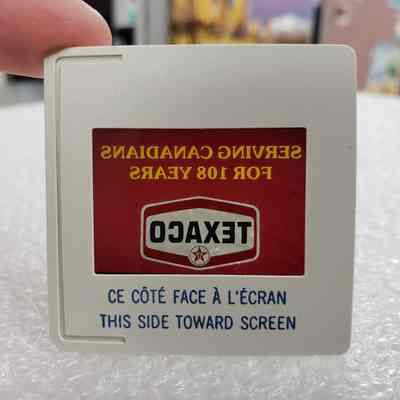 SERVING CANADIANS
FOR 108 YEARS
TEXACO
T
CE CÔTÉ FACE À L'ÉCRAN
THIS SIDE TOWARD SCREEN